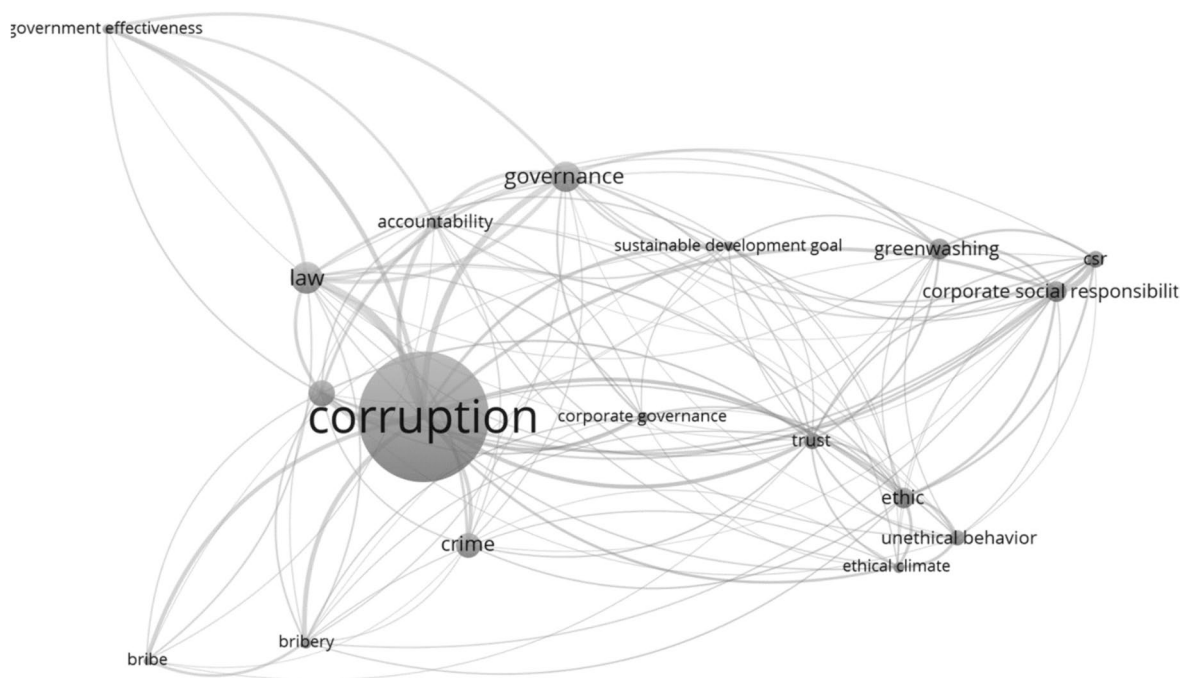 government effectiveness
governance
accountability
sustainable development goal
greenwashing
csr
law
corporate social responsibilit
corruption
corporate governance
trust
ethic
unethical behavior
crime
ethical climate
bribery
bribe